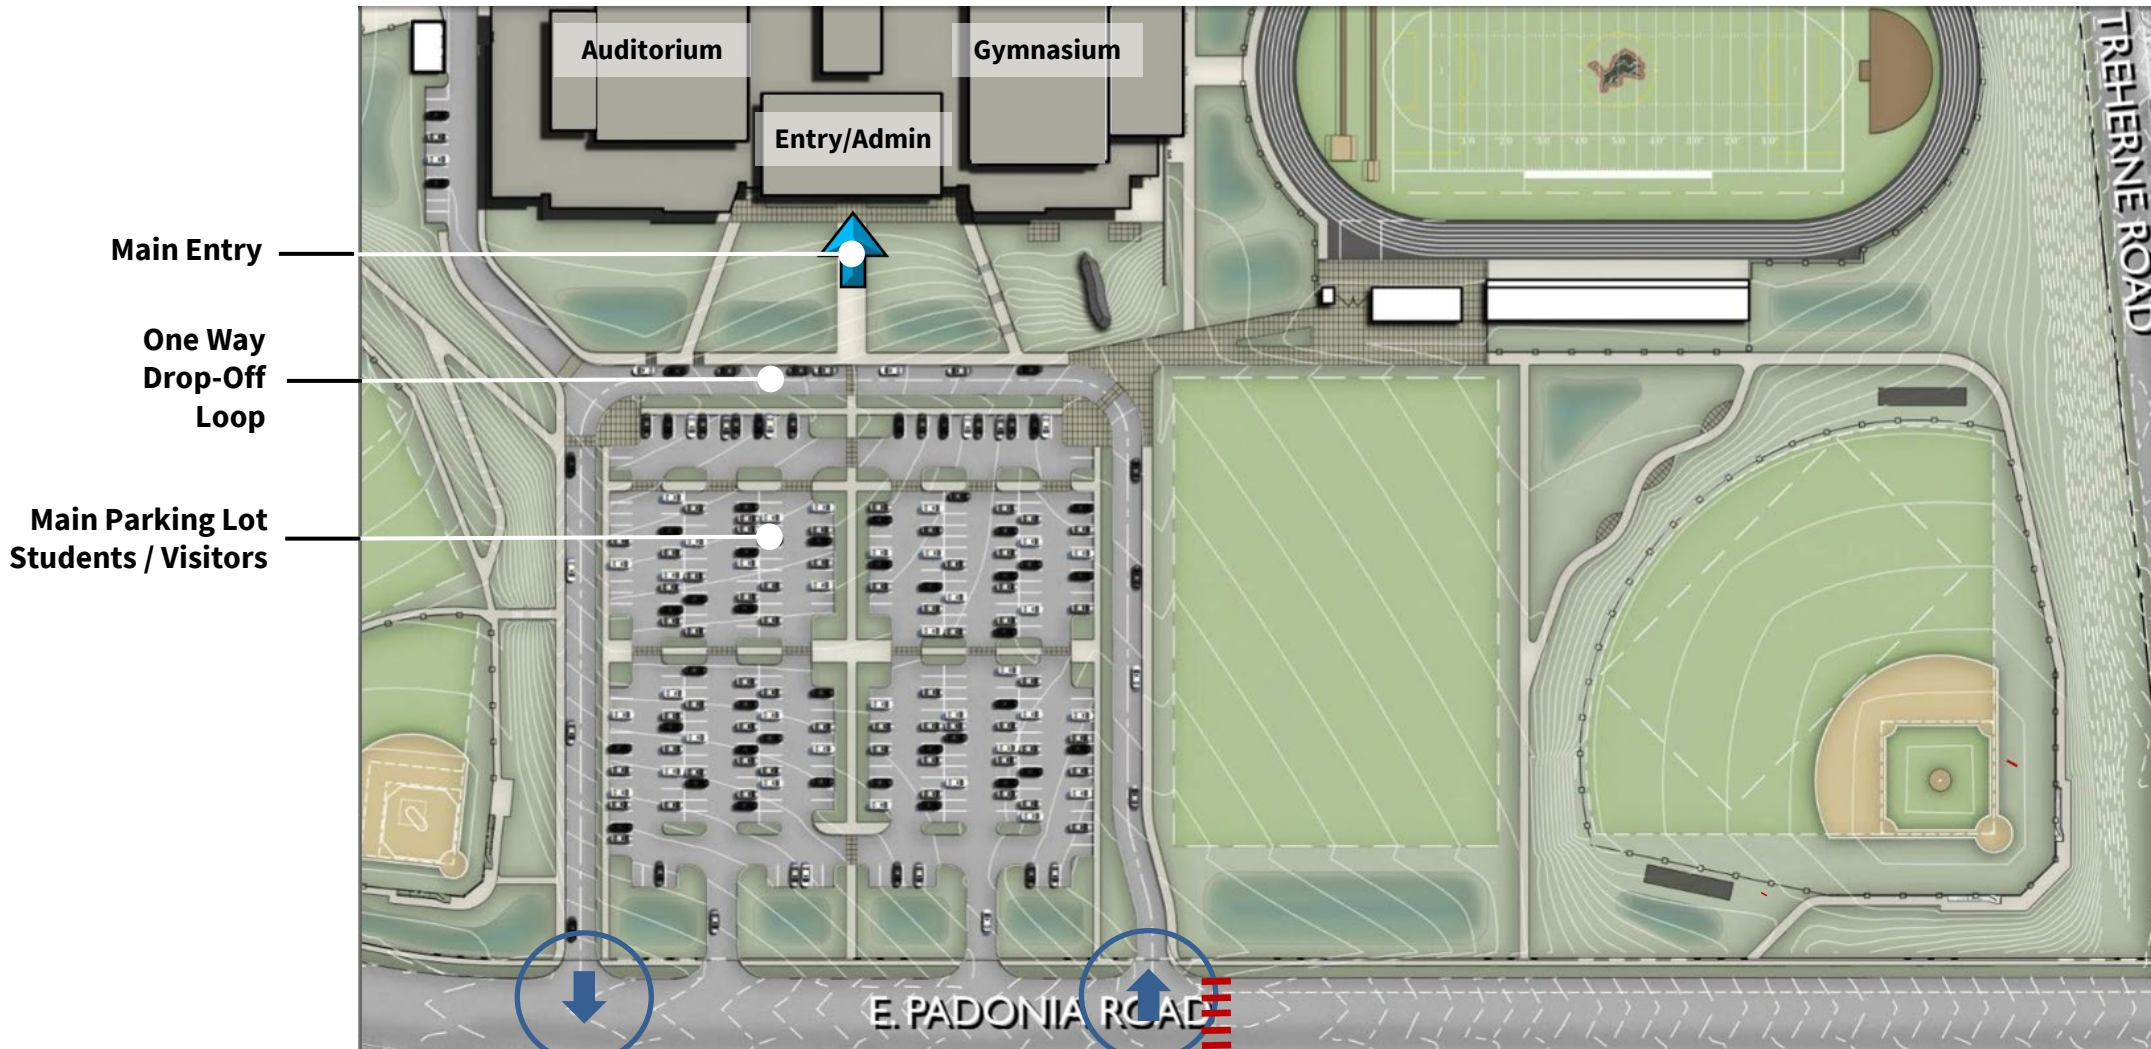 Auditorium
Gymnasium
Entry/Admin
Main Entry
One Way
Drop-Off
Loop
Main Parking Lot
Students / Visitors
TREHERNE ROAD
E. PADONIA ROAD